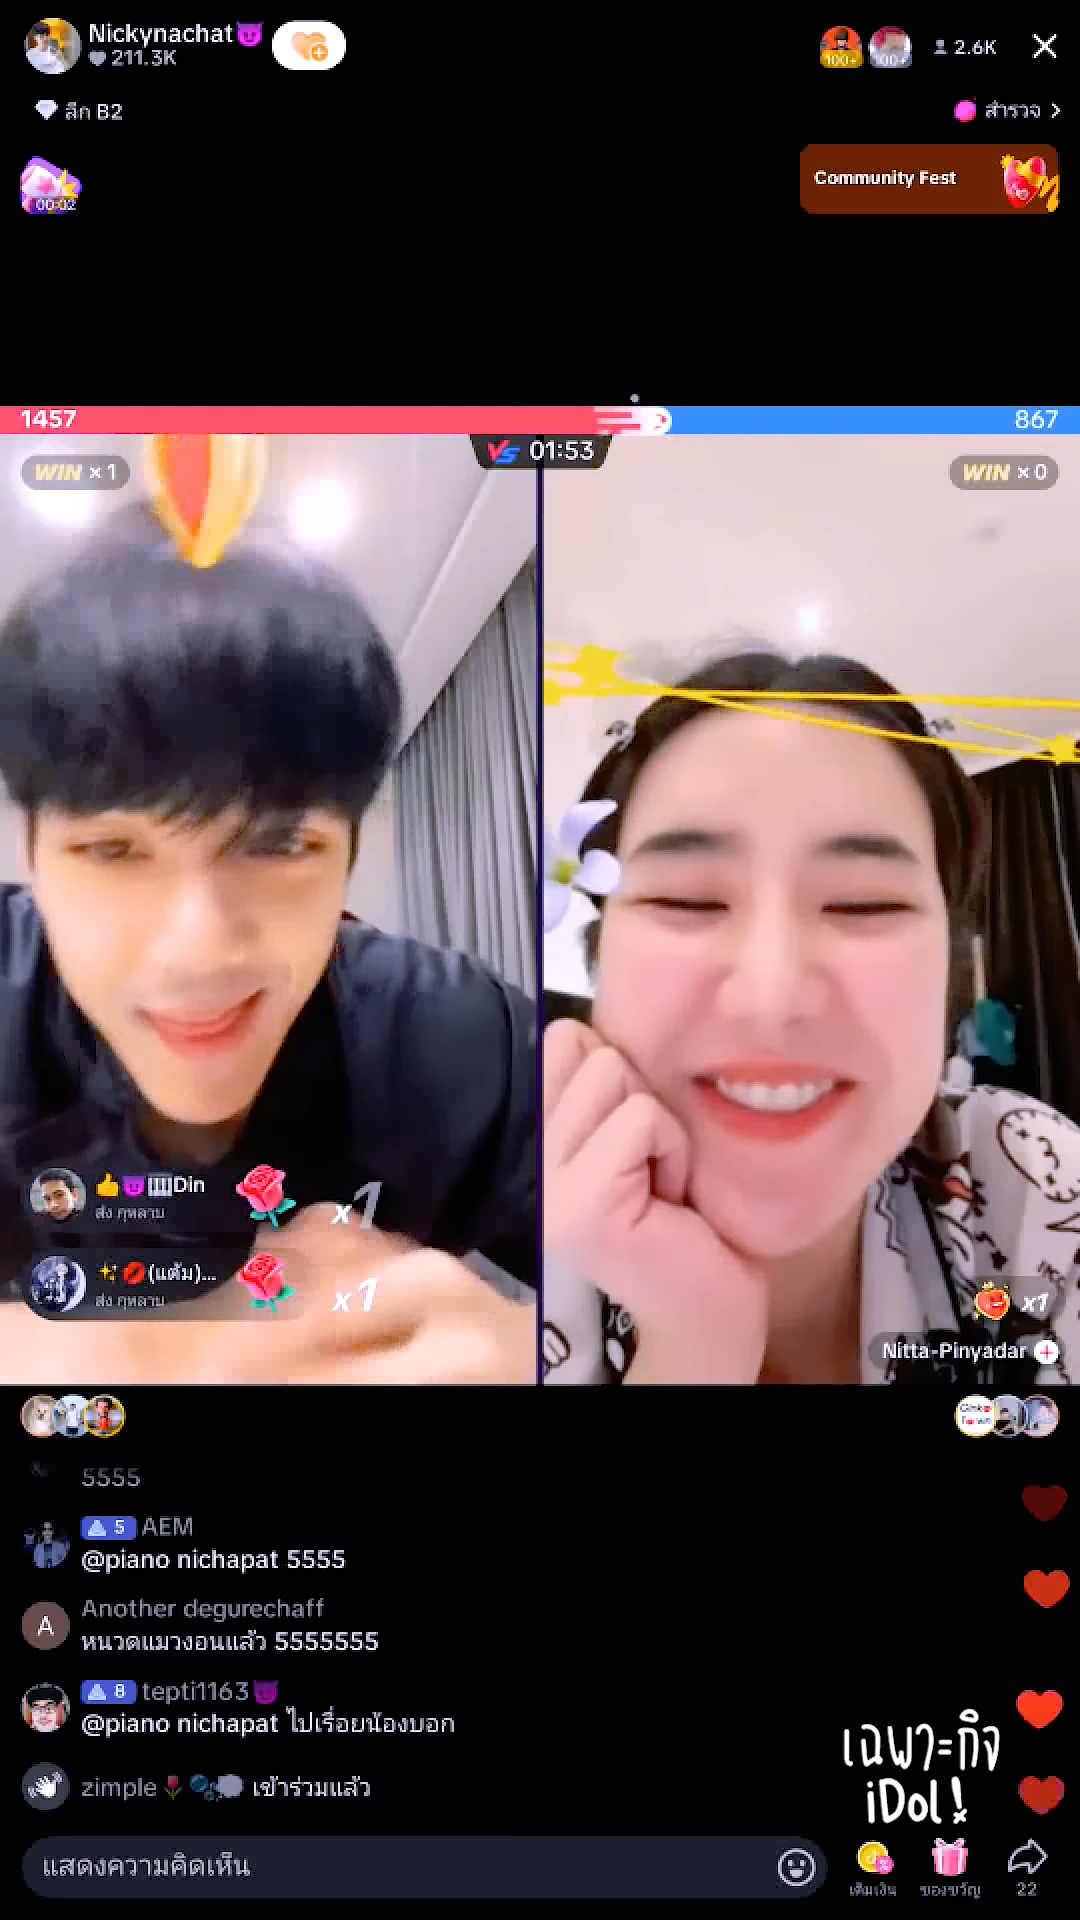 Nickynachat😈
211.3K
100+
100+
2.6K
ลีก B2
สำรวจ >
00:02
Community Fest
1457
867
VS 01:53
WIN x 1
WIN x 0
Din
ส่ง กุหลาบ
x1
(แต้ม)...
ส่ง กุหลาบ
x1
x1
Nitta-Pinyadar
5555
5 AEM
@piano nichapat 5555
A
Another degurechaff
หนวดแมวงอนแล้ว 5555555
8 tepti1163😈
@piano nichapat ไปเรื่อยน้องบอก
zimple🌷 เข้าร่วมแล้ว
เฉพาะกิจ
iDol!
แสดงความคิดเห็น
เติมเงิน
ของขวัญ
22